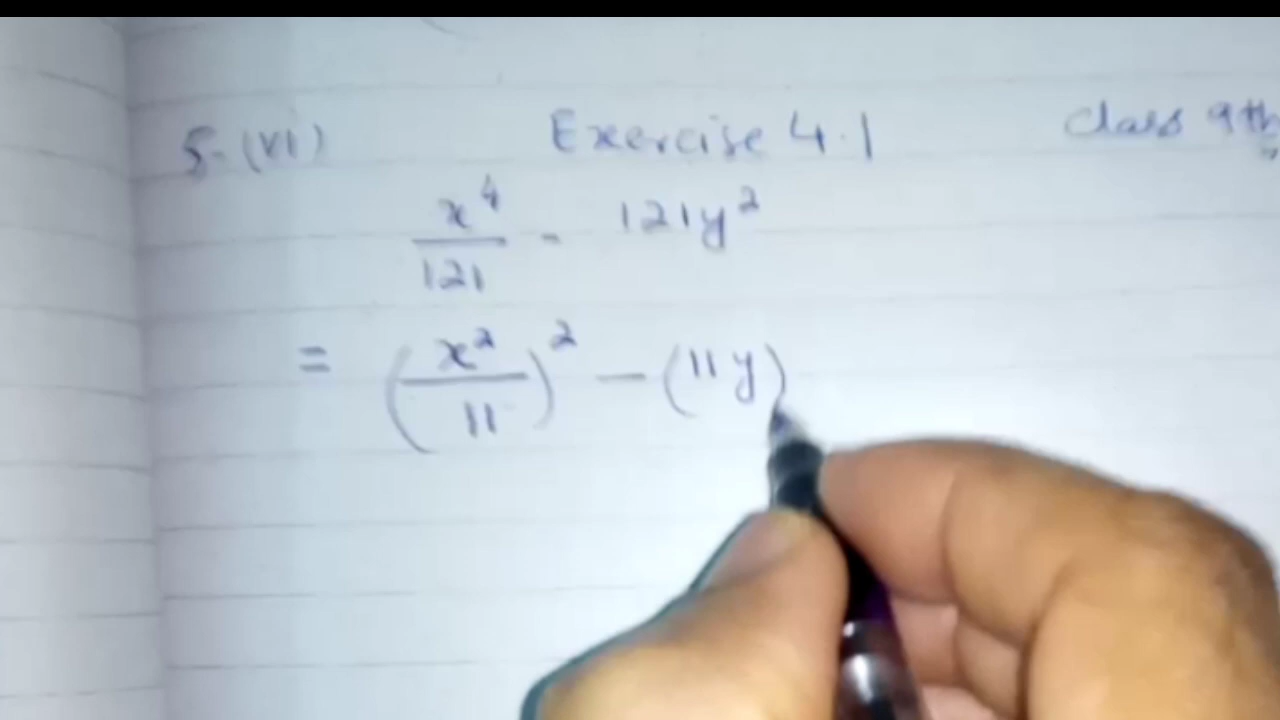 5-(vi) Exercise 4.1 Class 9th
x⁴/121 - 121y²
= (x²/11)² - (11y)